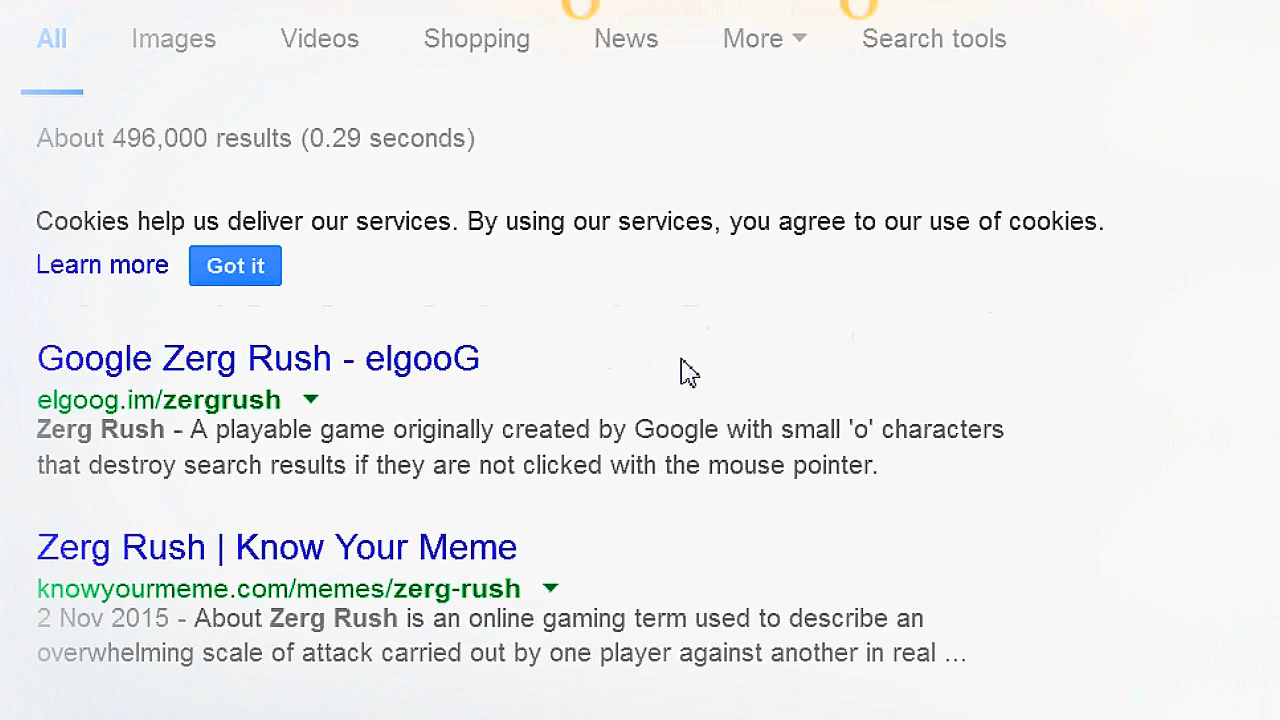 All Images Videos Shopping News More Search tools
About 496,000 results (0.29 seconds)
Cookies help us deliver our services. By using our services, you agree to our use of cookies.
Learn more Got it
Google Zerg Rush - elgooG
elgoog.im/zergrush
Zerg Rush - A playable game originally created by Google with small 'o' characters
that destroy search results if they are not clicked with the mouse pointer.
Zerg Rush | Know Your Meme
knowyourmeme.com/memes/zerg-rush
2 Nov 2015 - About Zerg Rush is an online gaming term used to describe an
overwhelming scale of attack carried out by one player against another in real ...